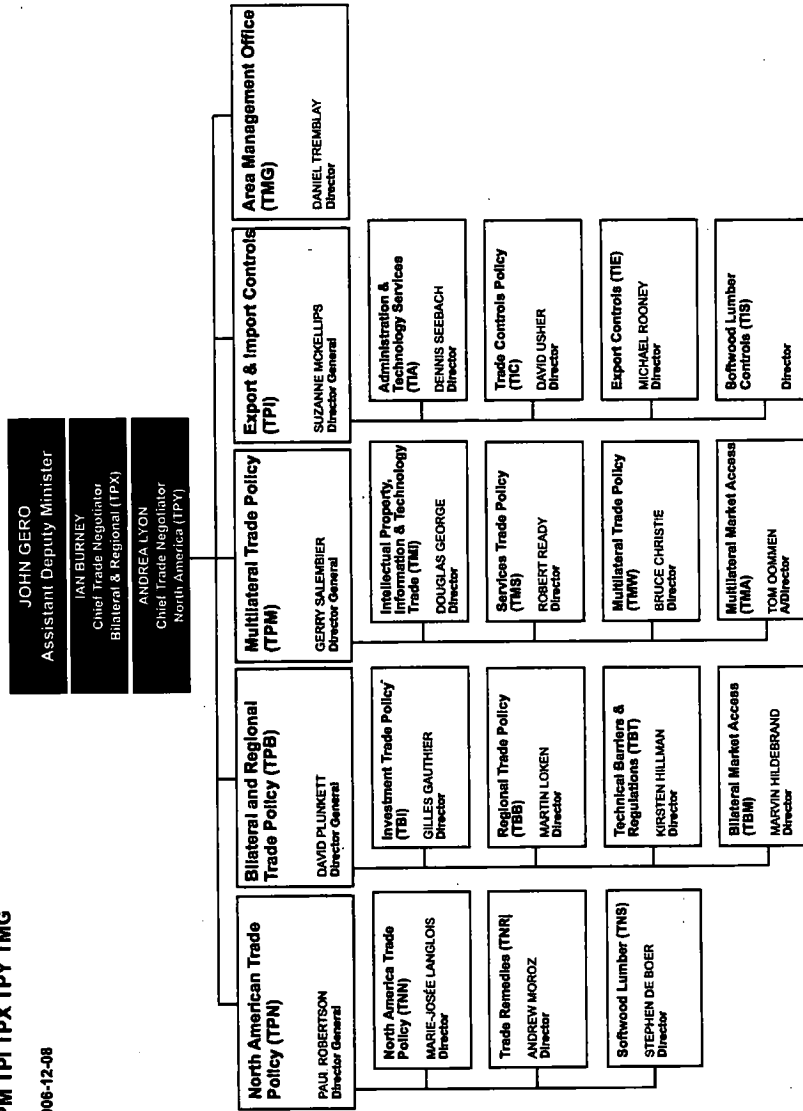 PM TPI TPX TPY TMG
006-12-08
JOHN GERO
Assistant Deputy Minister
IAN BURNEY
Chief Trade Negotiator
Bilateral & Regional (TPX)
ANDREA LYON
Chief Trade Negotiator
North America (TPY)
North American Trade
Policy (TPN)
PAUL ROBERTSON
Director General
North America Trade
Policy (TNN)
MARIE-JOSÉE LANGLOIS
Director
Trade Remedies (TNR)
ANDREW MOROZ
Director
Softwood Lumber (TNS)
STEPHEN DE BOER
Director
Bilateral and Regional
Trade Policy (TPB)
DAVID PLUNKETT
Director General
Investment Trade Policy
(TBI)
GILLES GAUTHIER
Director
Regional Trade Policy
(TBB)
MARTIN LOKEN
Director
Technical Barriers &
Regulations (TBT)
KIRSTEN HILLMAN
Director
Bilateral Market Access
(TBM)
MARVIN HILDEBRAND
Director
Multilateral Trade Policy
(TPM)
GERRY SALEMBIER
Director General
Intellectual Property,
Information & Technology
Trade (TMI)
DOUGLAS GEORGE
Director
Services Trade Policy
(TMS)
ROBERT READY
Director
Multilateral Trade Policy
(TMW)
BRUCE CHRISTIE
Director
Multilateral Market Access
(TMA)
TOM OOMMEN
A/Director
Export & Import Controls
(TPI)
SUZANNE MCKELLIPS
Director General
Administration &
Technology Services
(TIA)
DENNIS SEEBACH
Director
Trade Controls Policy
(TIC)
DAVID USHER
Director
Export Controls (TIE)
MICHAEL ROONEY
Director
Softwood Lumber
Controls (TIS)
Director
Area Management Office
(TMG)
DANIEL TREMBLAY
Director